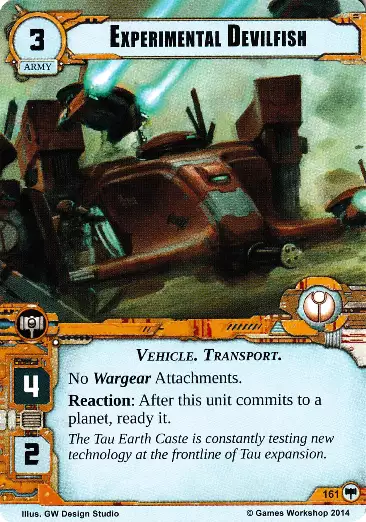 3
EXPERIMENTAL DEVILFISH
ARMY
VEHICLE. TRANSPORT.
4
No Wargear Attachments.
Reaction: After this unit commits to a
planet, ready it.
2
The Tau Earth Caste is constantly testing new
technology at the frontline of Tau expansion.
161
Illus. GW Design Studio
© Games Workshop 2014